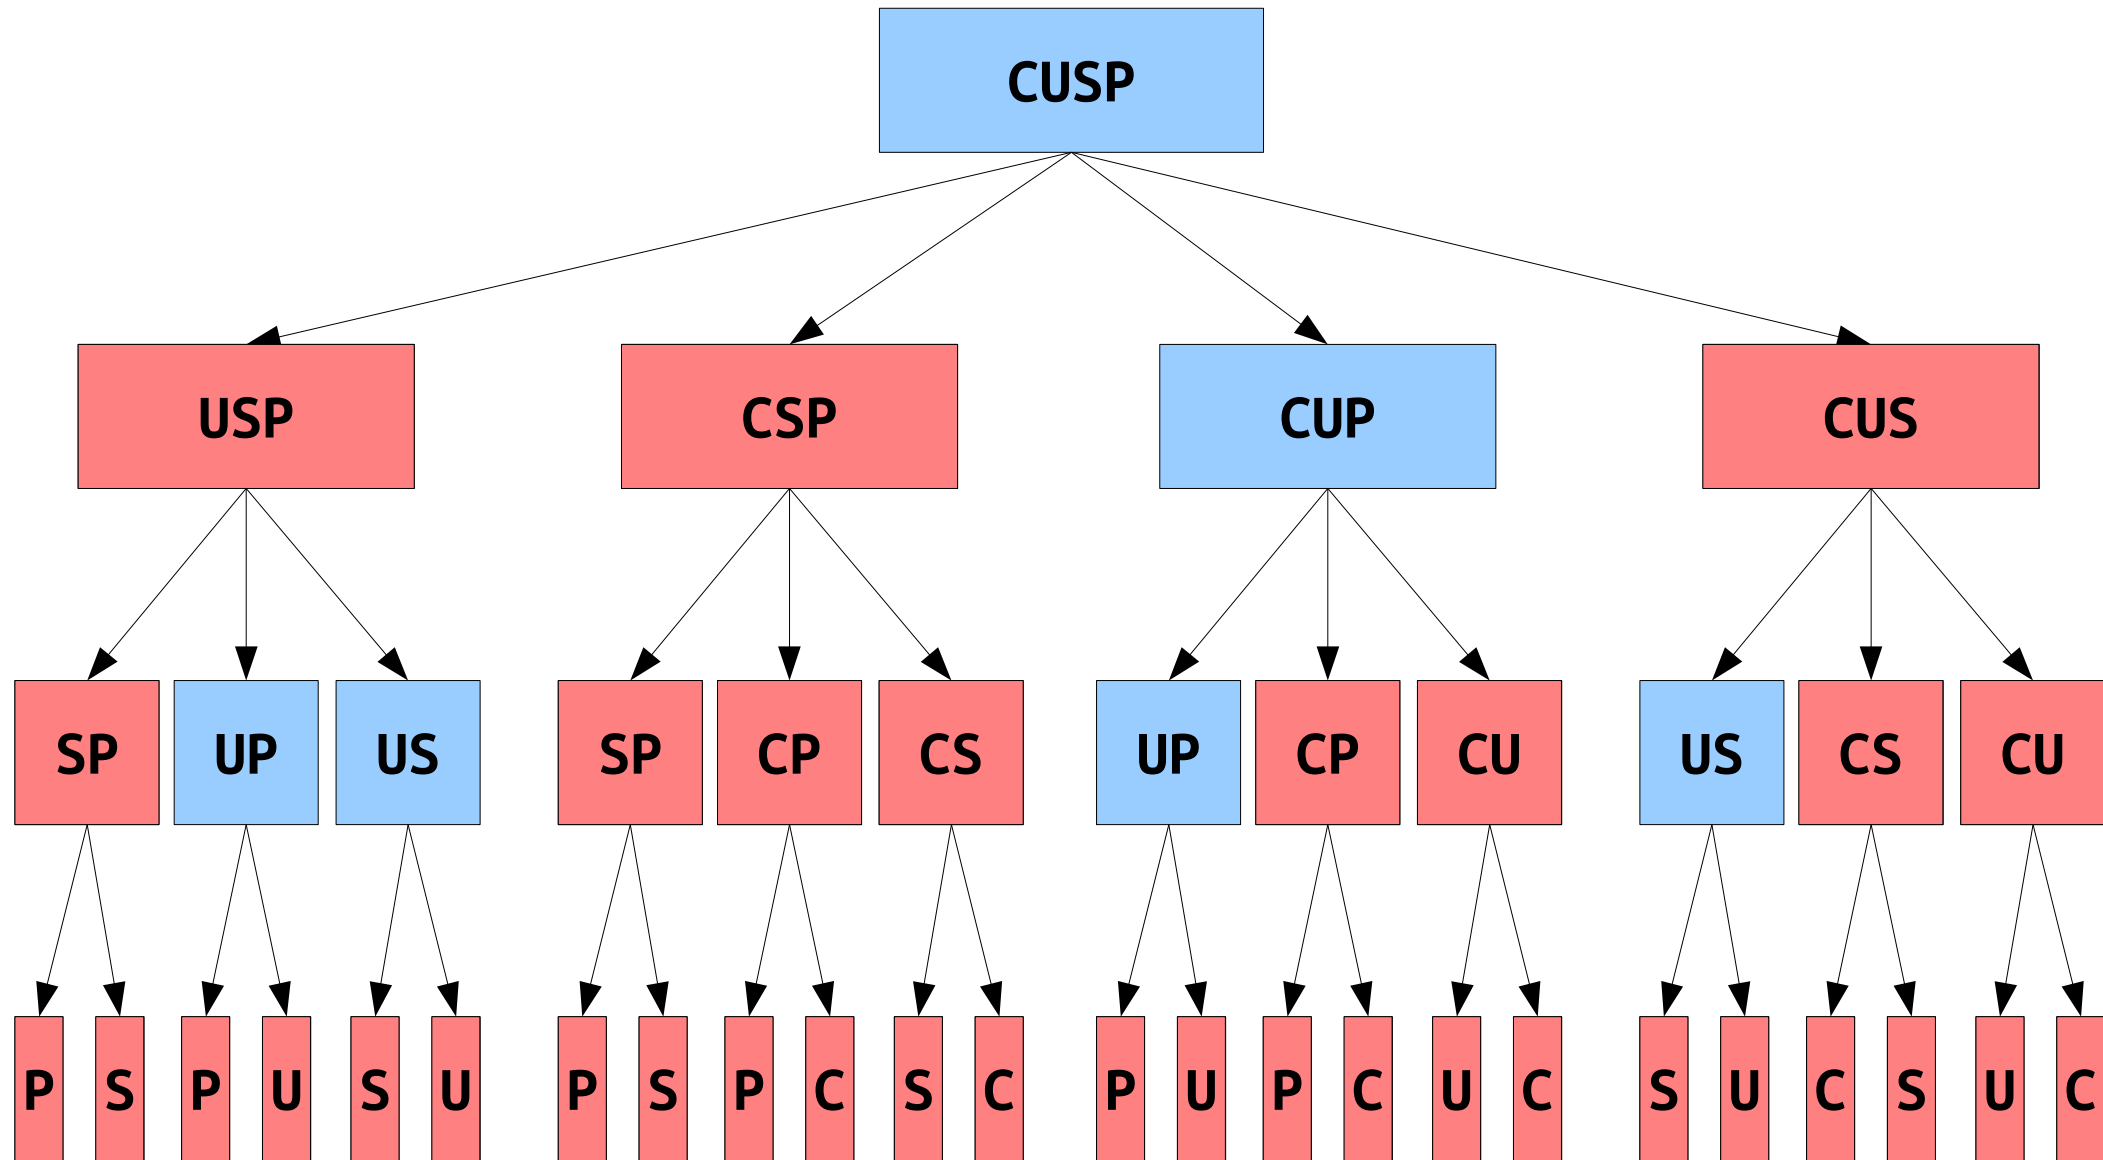 CUSP
USP CSP CUP CUS
SP UP US SP CP CS UP CP CU US CS CU
P S P U S U P S P C S C P U P C U C S U C S U C